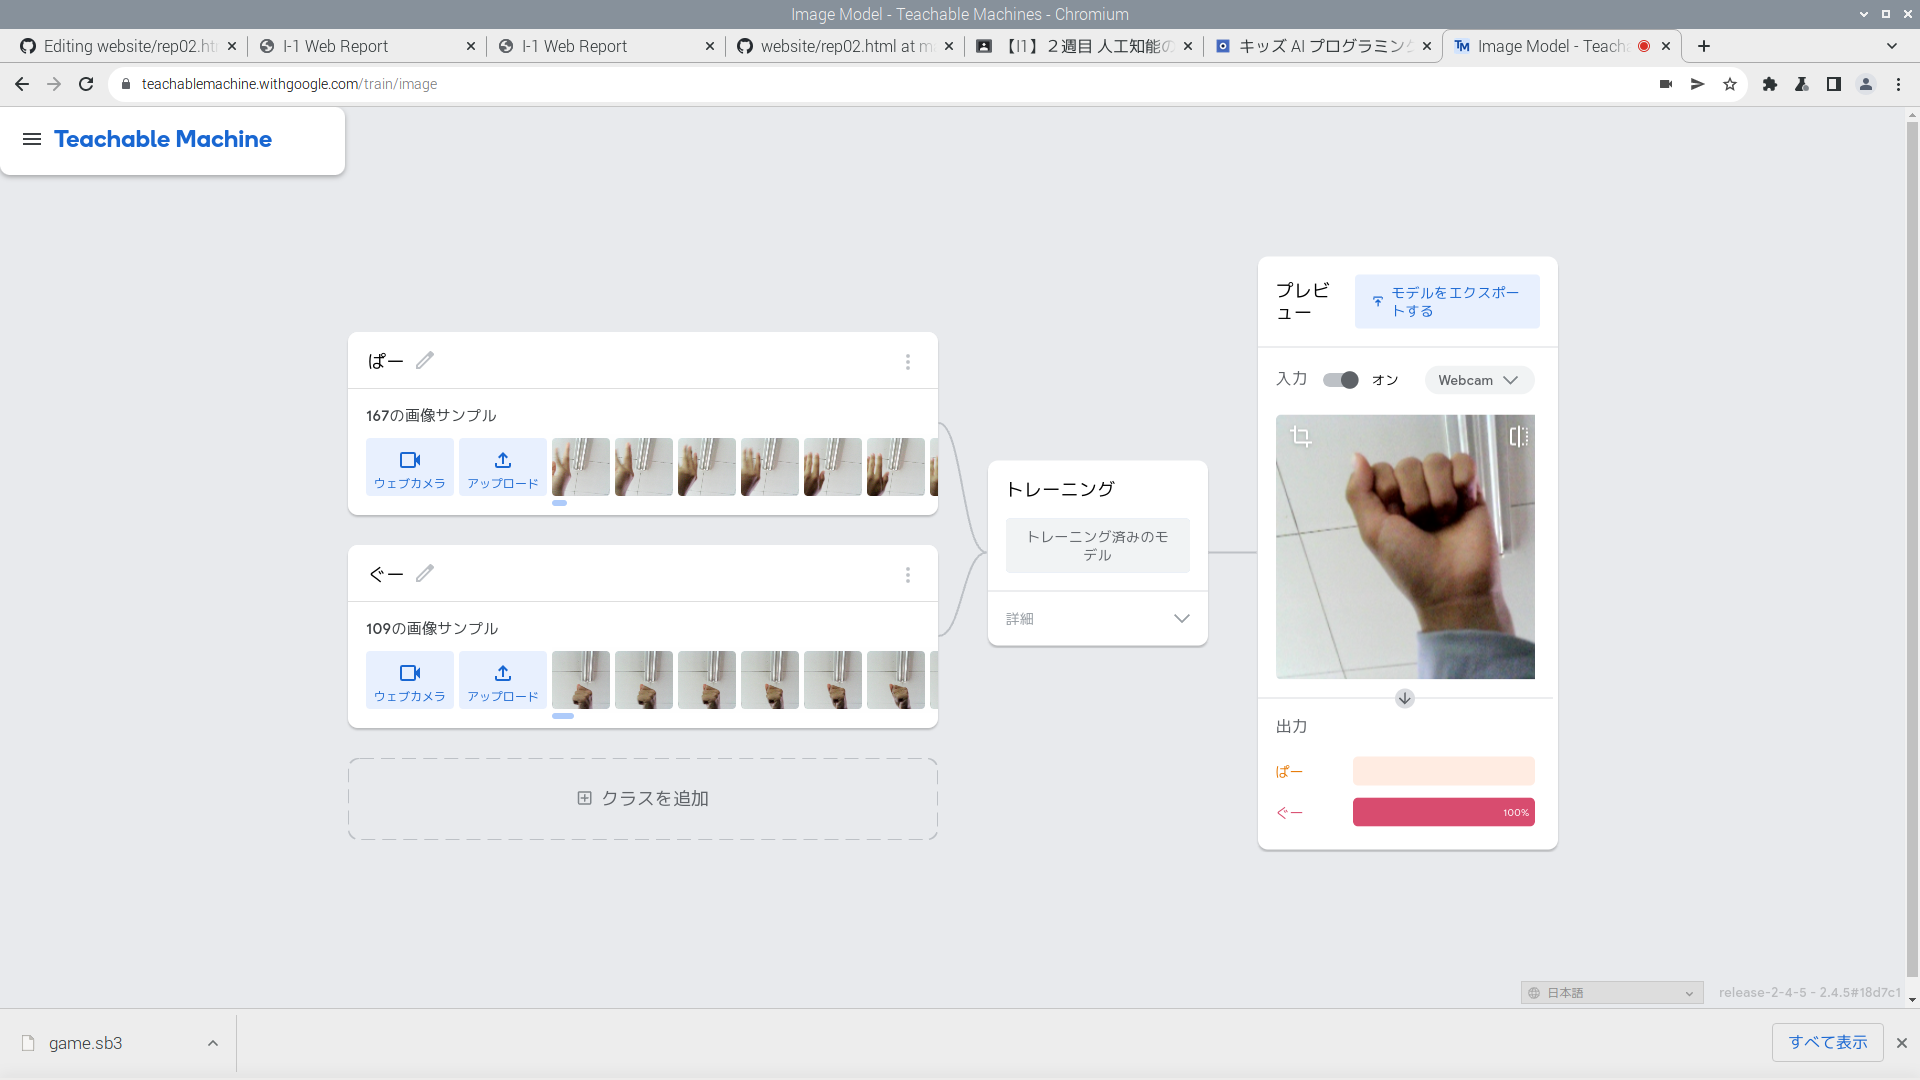 Image Model - Teachable Machines - Chromium
Editing website/rep02.ht
I-1 Web Report
I-1 Web Report
website/rep02.html at m
【I1】２週目 人工知能の
キッズ AI プログラミング
Image Model - Teach
teachablemachine.withgoogle.com/train/image
Teachable Machine
ぱー
167の画像サンプル
ウェブカメラ
アップロード
ぐー
109の画像サンプル
ウェブカメラ
アップロード
クラスを追加
トレーニング
トレーニング済みのモ
デル
詳細
プレビ
ュー
モデルをエクスポー
トする
入力
オン
Webcam
出力
ぱー
ぐー
100%
日本語
release-2-4-5 - 2.4.5#18d7c1
game.sb3
すべて表示